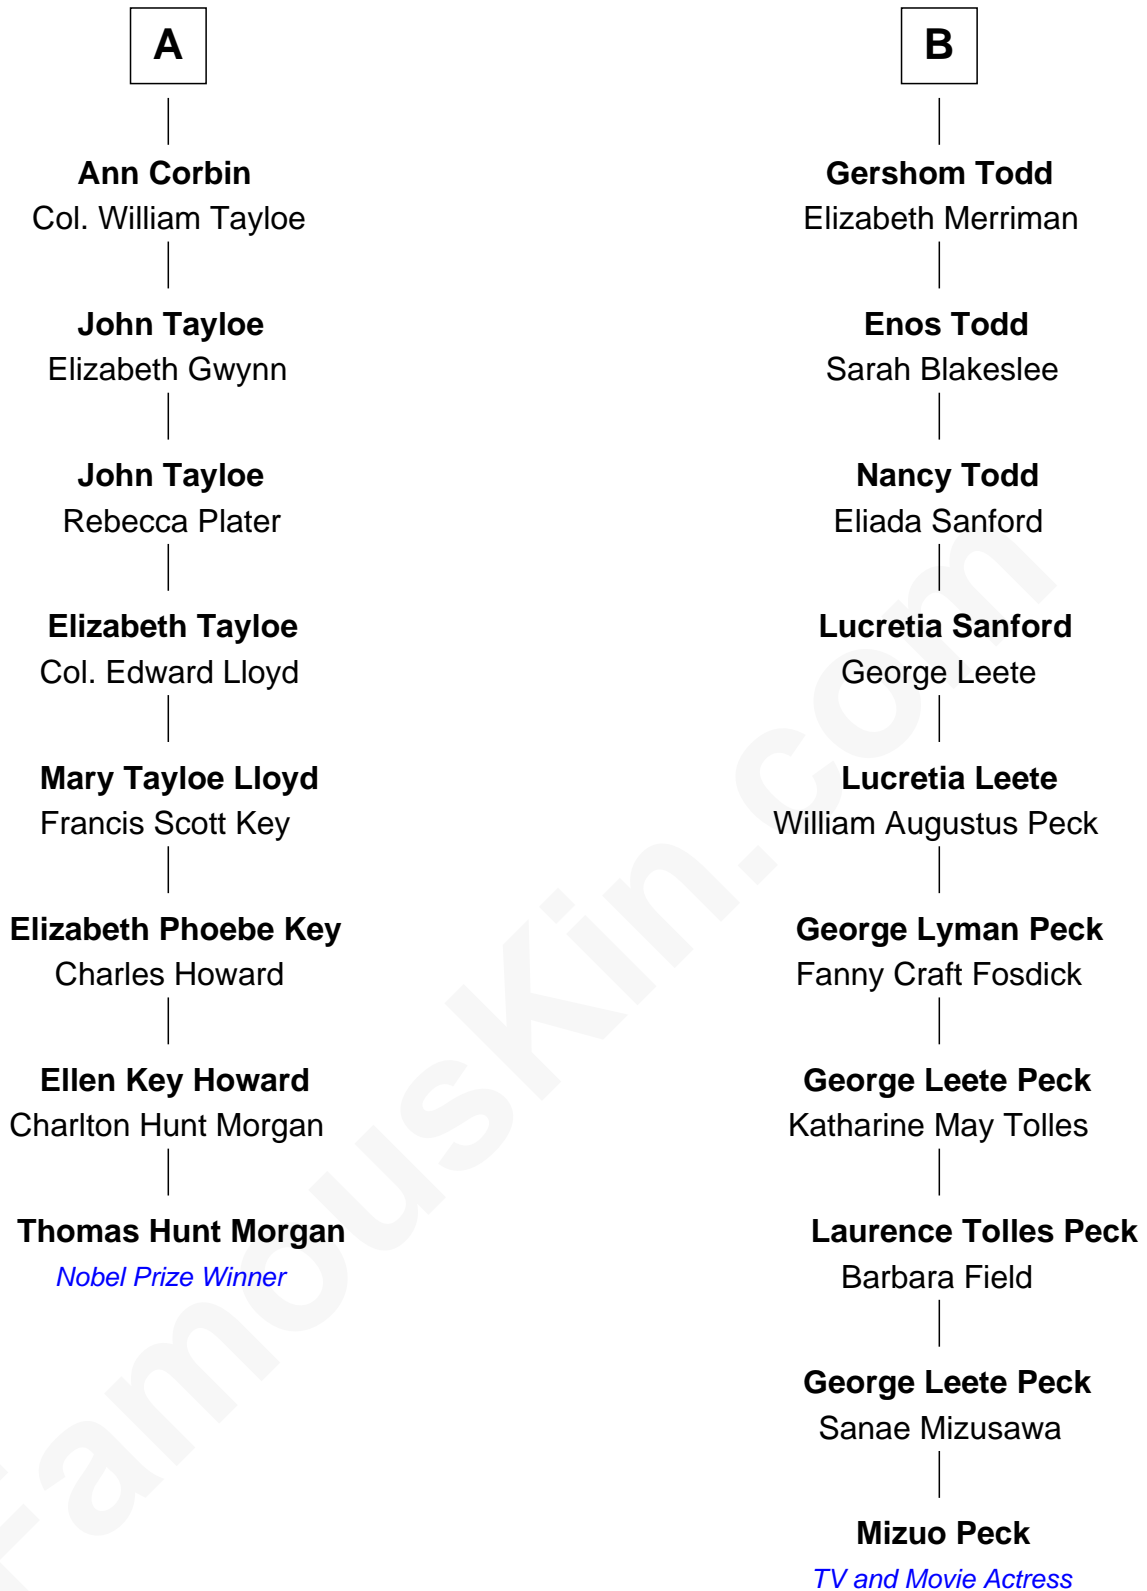 A
Ann Corbin
Col. William Tayloe
John Tayloe
Elizabeth Gwynn
John Tayloe
Rebecca Plater
Elizabeth Tayloe
Col. Edward Lloyd
Mary Tayloe Lloyd
Francis Scott Key
Elizabeth Phoebe Key
Charles Howard
Ellen Key Howard
Charlton Hunt Morgan
Thomas Hunt Morgan
Nobel Prize Winner
B
Gershom Todd
Elizabeth Merriman
Enos Todd
Sarah Blakeslee
Nancy Todd
Eliada Sanford
Lucretia Sanford
George Leete
Lucretia Leete
William Augustus Peck
George Lyman Peck
Fanny Craft Fosdick
George Leete Peck
Katharine May Tolles
Laurence Tolles Peck
Barbara Field
George Leete Peck
Sanae Mizusawa
Mizuo Peck
TV and Movie Actress
FamousKin.com